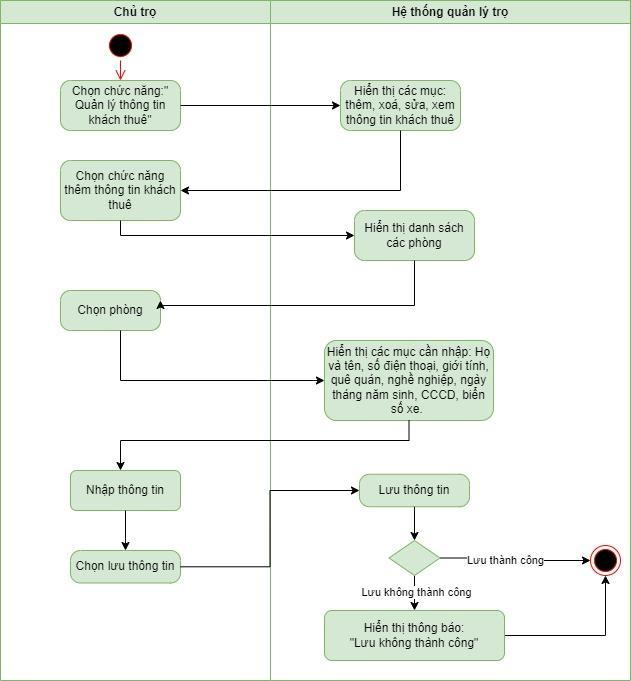 Chủ trọ
Hệ thống quản lý trọ
Chọn chức năng:"
Quản lý thông tin
khách thuê"
Hiển thị các mục:
thêm, xoá, sửa, xem
thông tin khách thuê
Chọn chức năng
thêm thông tin khách
thuê
Hiển thị danh sách
các phòng
Chọn phòng
Hiển thị các mục cần nhập: Họ
và tên, số điện thoại, giới tính,
quê quán, nghề nghiệp, ngày
tháng năm sinh, CCCD, biển
số xe.
Nhập thông tin
Lưu thông tin
Chọn lưu thông tin
Lưu thành công
Lưu không thành công
Hiển thị thông báo:
"Lưu không thành công"